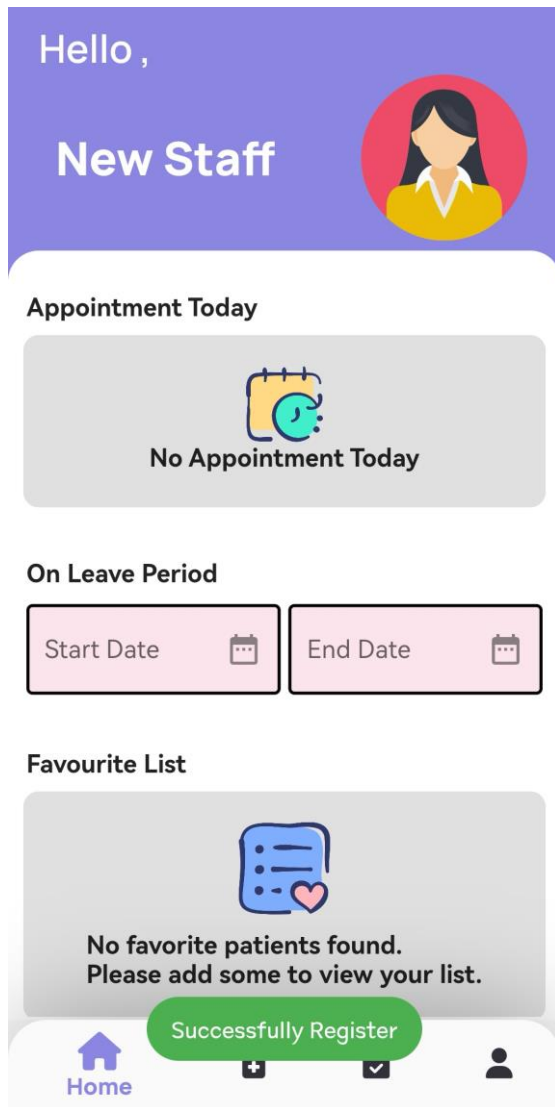 Hello ,
New Staff
Appointment Today
No Appointment Today
On Leave Period
Start Date
End Date
Favourite List
No favorite patients found.
Please add some to view your list.
Successfully Register
Home